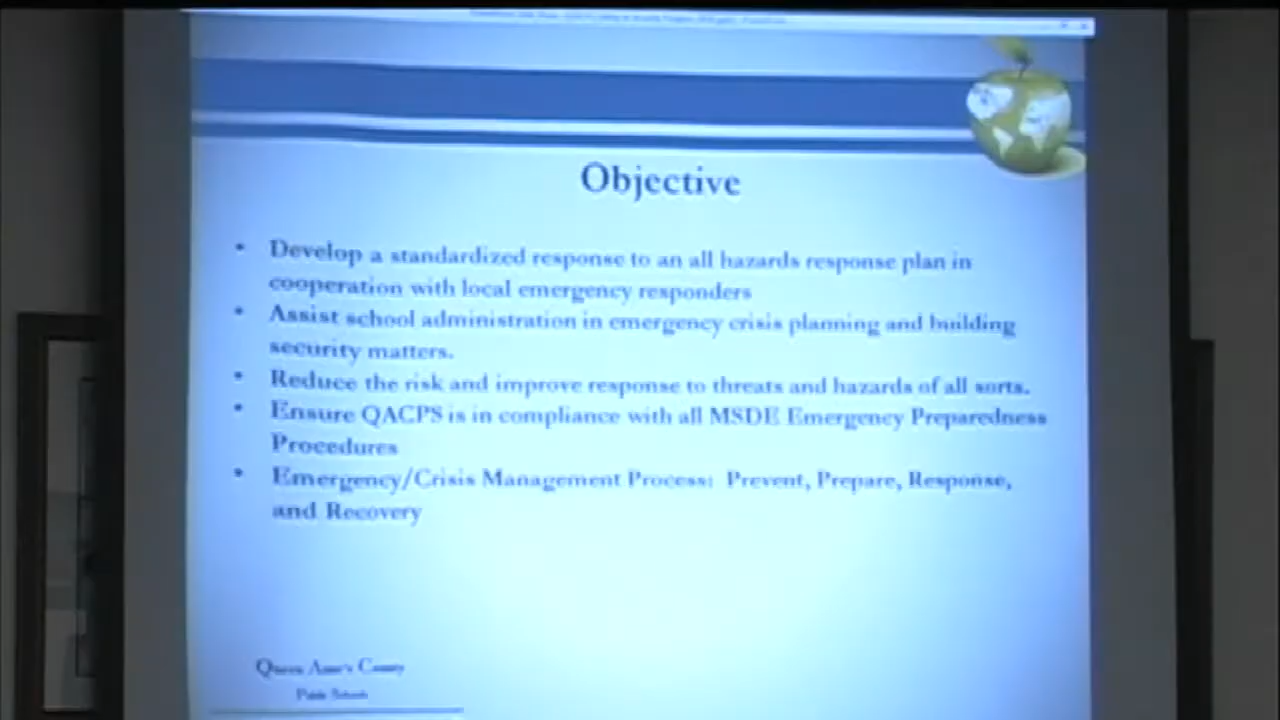 Objective
• Develop a standardized response to an all hazards response plan in
cooperation with local emergency responders
• Assist school administration in emergency crisis planning and building
security matters.
• Reduce the risk and improve response to threats and hazards of all sorts.
• Ensure QACPS is in compliance with all MSDE Emergency Preparedness
Procedures
• Emergency/Crisis Management Process: Prevent, Prepare, Response,
and Recovery
Queen Anne's County
Public Schools